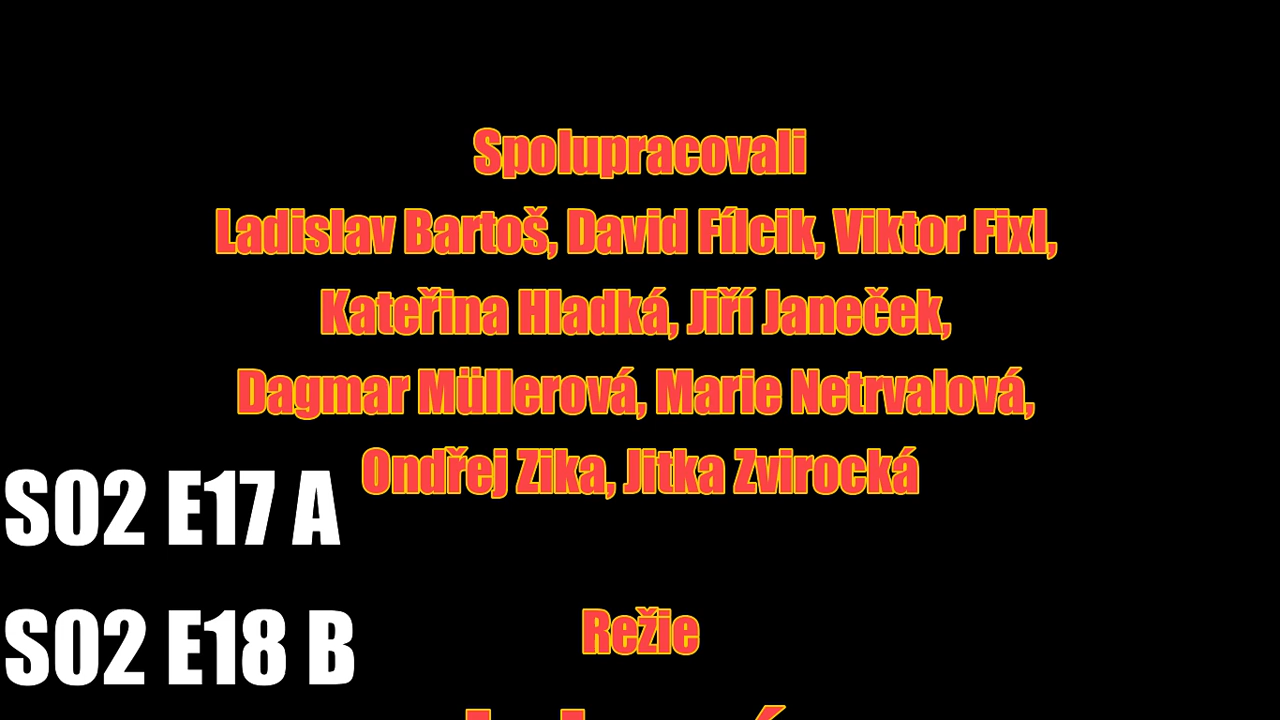 Spolupracovali
Ladislav Bartoš, David Fílcik, Viktor Fixl,
Kateřina Hladká, Jiří Janeček,
Dagmar Müllerová, Marie Netrvalová,
Ondřej Zika, Jitka Zvirocká
S02 E17 A
S02 E18 B
Režie